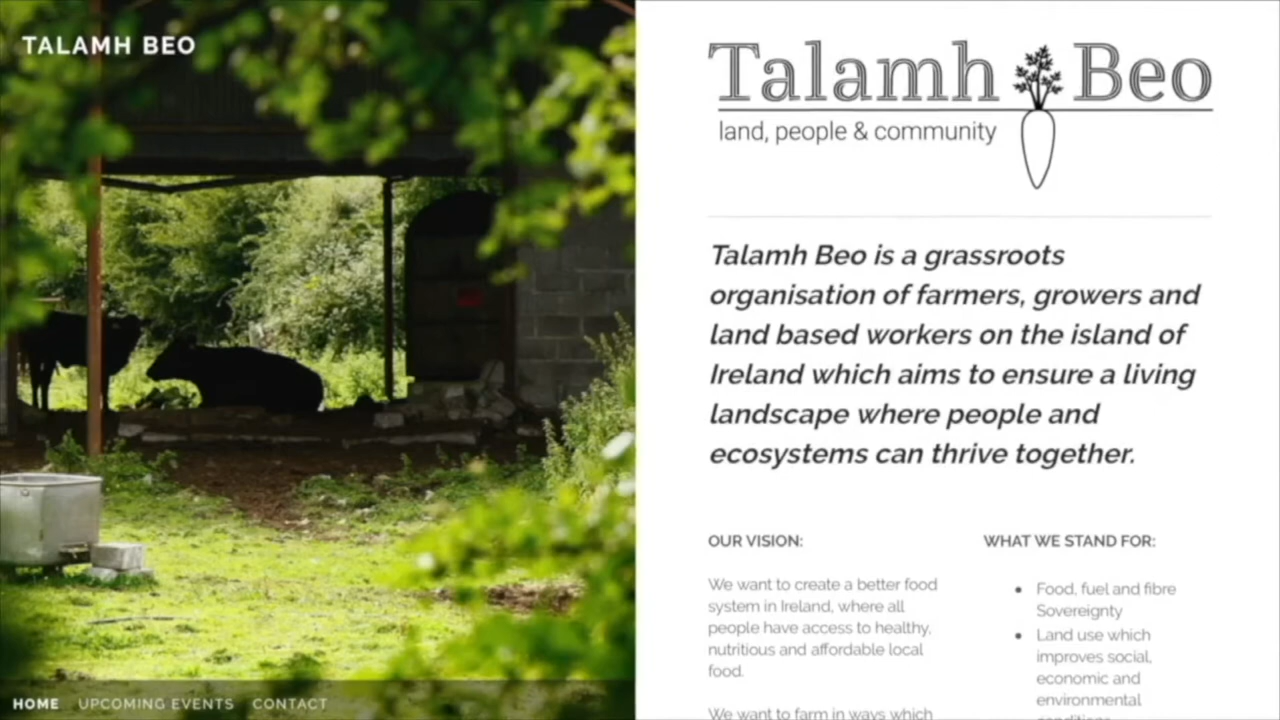 TALAMH BEO
Talamh Beo
land, people & community
Talamh Beo is a grassroots
organisation of farmers, growers and
land based workers on the island of
Ireland which aims to ensure a living
landscape where people and
ecosystems can thrive together.
OUR VISION:
We want to create a better food
system in Ireland, where all
people have access to healthy,
nutritious and affordable local
food.
We want to farm in ways which
WHAT WE STAND FOR:
• Food, fuel and fibre
Sovereignty
• Land use which
improves social,
economic and
environmental
conditions
HOME UPCOMING EVENTS CONTACT